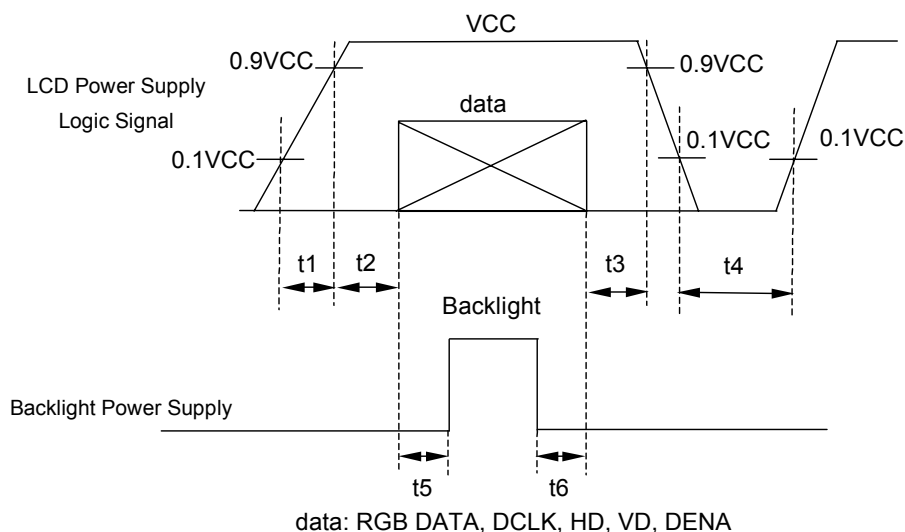 VCC
0.9VCC
0.9VCC
LCD Power Supply
Logic Signal
data
0.1VCC
0.1VCC
0.1VCC
t1
t2
t3
t4
Backlight
Backlight Power Supply
t5
t6
data: RGB DATA, DCLK, HD, VD, DENA